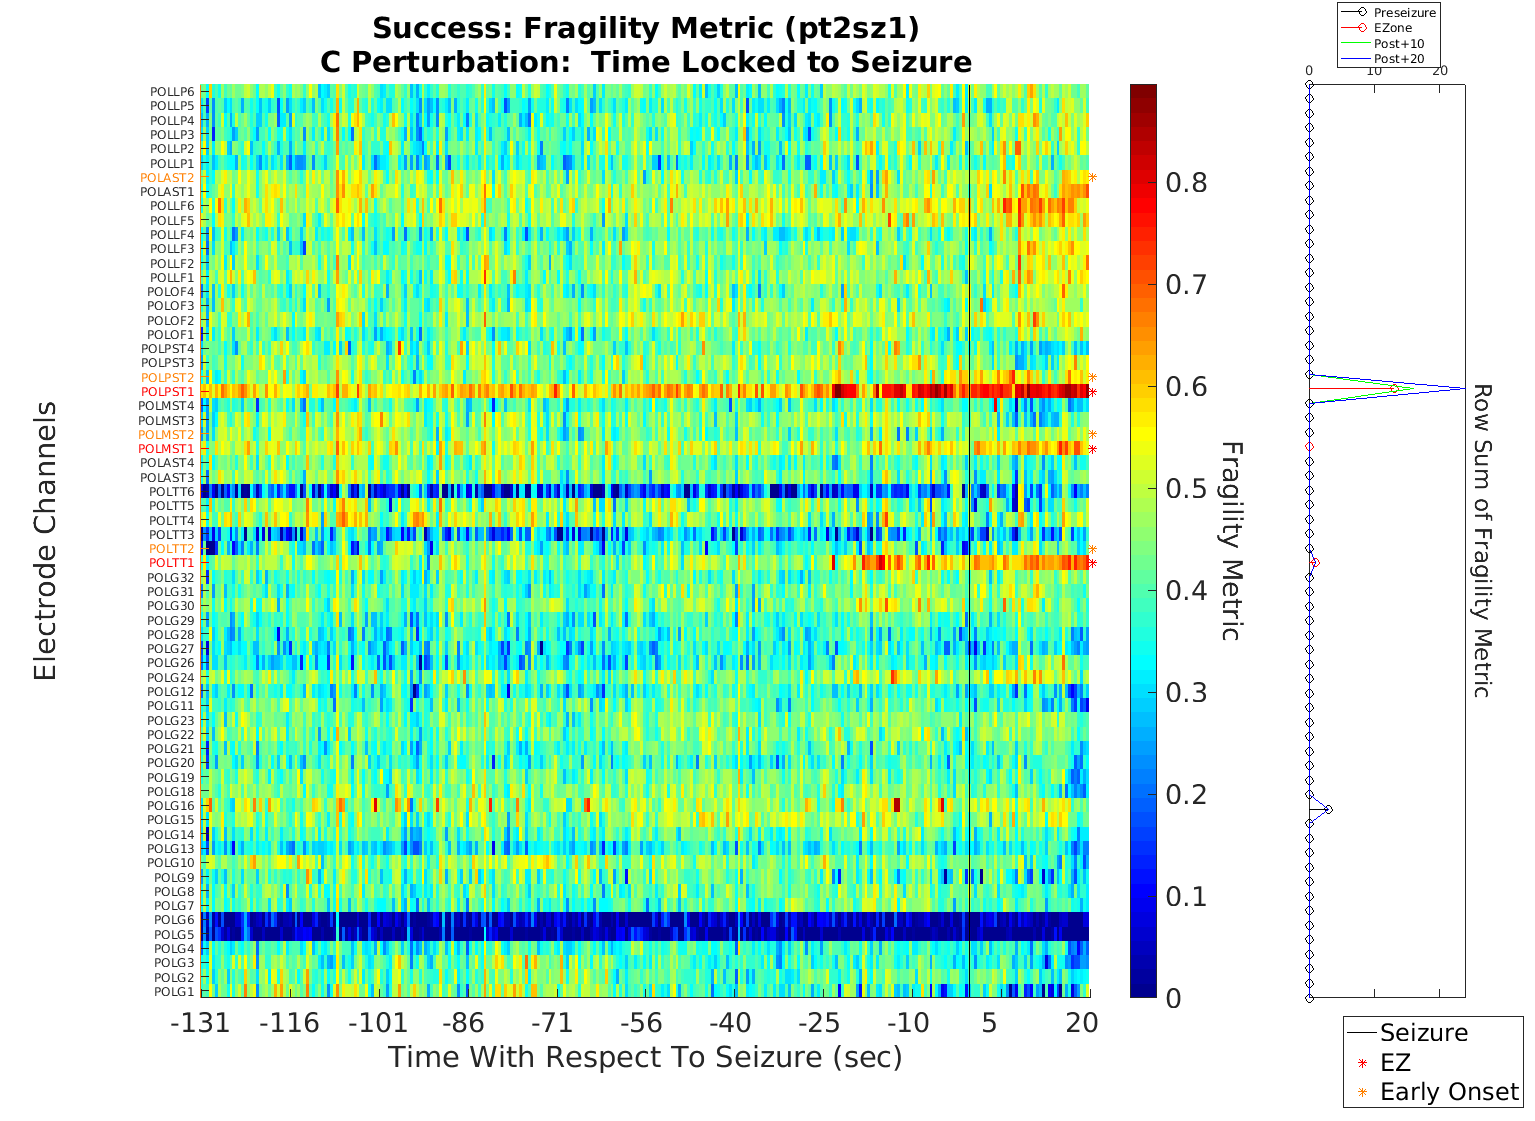 Success: Fragility Metric (pt2sz1)
C Perturbation:  Time Locked to Seizure
Electrode Channels
POLLP6
POLLP5
POLLP4
POLLP3
POLLP2
POLLP1
POLAST2
POLAST1
POLLF6
POLLF5
POLLF4
POLLF3
POLLF2
POLLF1
POLOF4
POLOF3
POLOF2
POLOF1
POLPST4
POLPST3
POLPST2
POLPST1
POLMST4
POLMST3
POLMST2
POLMST1
POLAST4
POLAST3
POLTT6
POLTT5
POLTT4
POLTT3
POLTT2
POLTT1
POLG32
POLG31
POLG30
POLG29
POLG28
POLG27
POLG26
POLG24
POLG12
POLG11
POLG23
POLG22
POLG21
POLG20
POLG19
POLG18
POLG16
POLG15
POLG14
POLG13
POLG10
POLG9
POLG8
POLG7
POLG6
POLG5
POLG4
POLG3
POLG2
POLG1
-131 -116 -101 -86 -71 -56 -40 -25 -10 5 20
Time With Respect To Seizure (sec)
0.8
0.7
0.6
0.5
0.4
0.3
0.2
0.1
0
Fragility Metric
Preseizure
EZone
Post+10
Post+20
0 10 20
Row Sum of Fragility Metric
Seizure
EZ
Early Onset